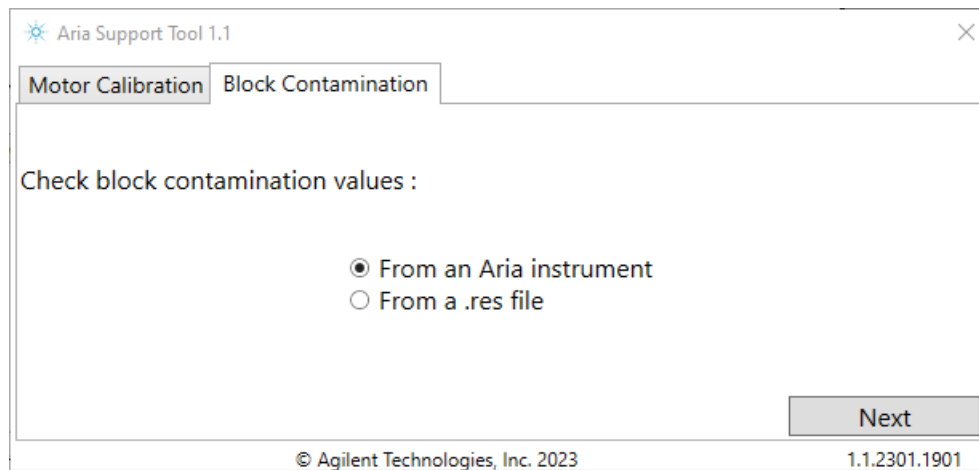 Aria Support Tool 1.1
Motor Calibration Block Contamination
Check block contamination values :
From an Aria instrument
From a .res file
Next
© Agilent Technologies, Inc. 2023 1.1.2301.1901